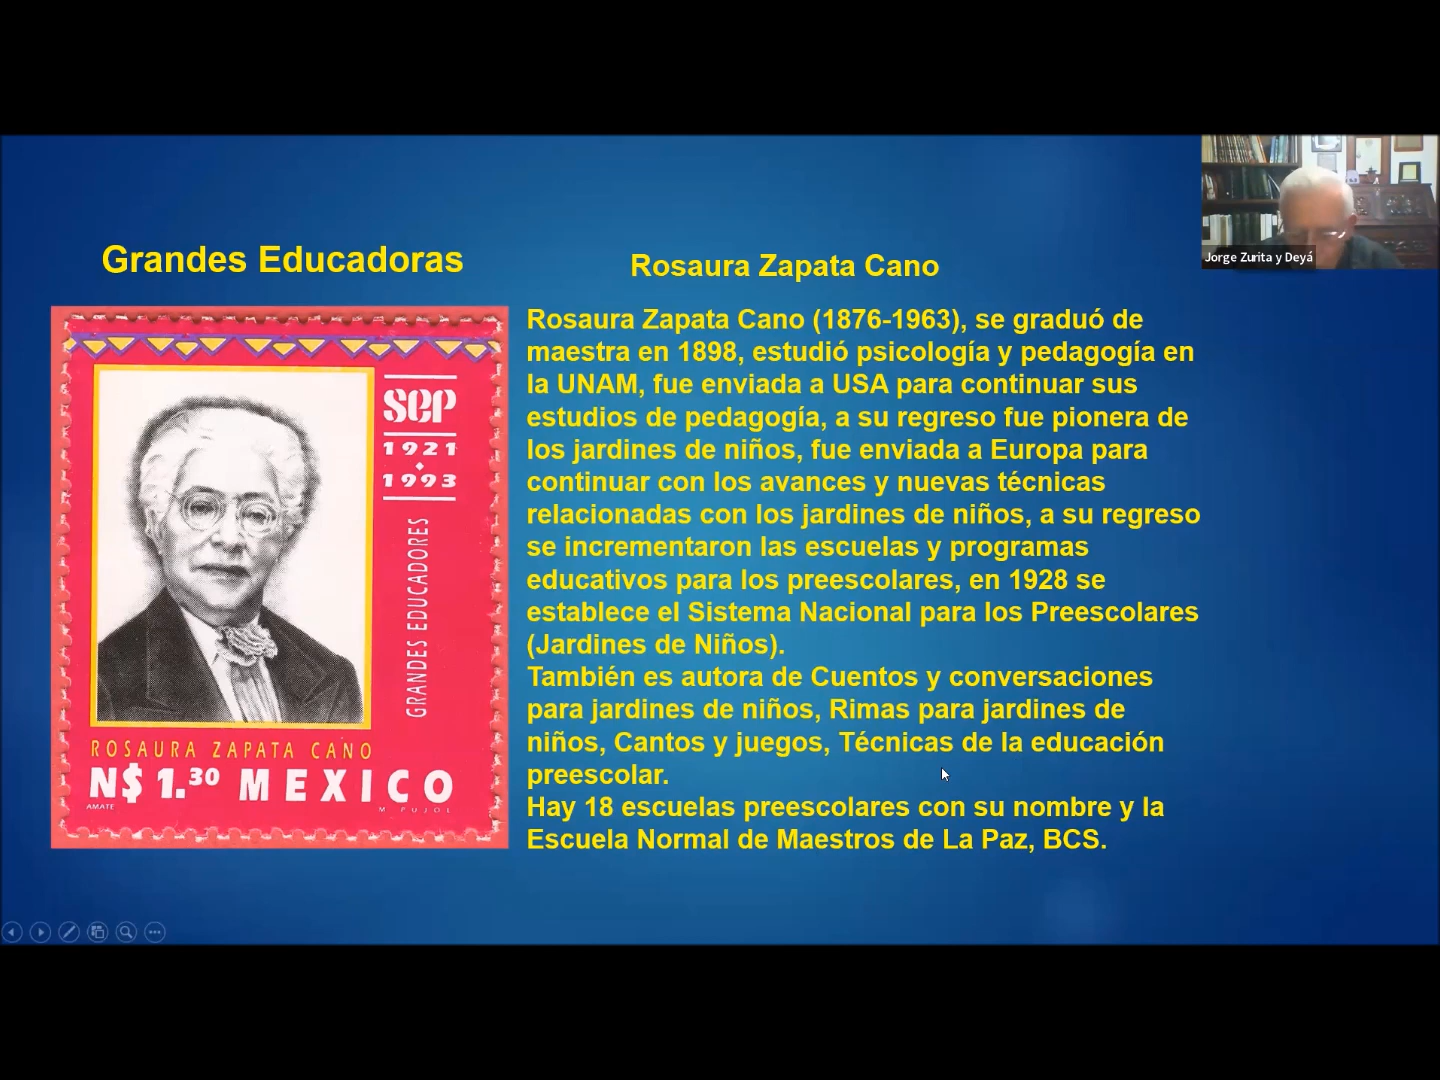 Grandes Educadoras
Rosaura Zapata Cano
Jorge Zurita y Deyá
Rosaura Zapata Cano (1876-1963), se graduó de
maestra en 1898, estudió psicología y pedagogía en
la UNAM, fue enviada a USA para continuar sus
estudios de pedagogía, a su regreso fue pionera de
los jardines de niños, fue enviada a Europa para
continuar con los avances y nuevas técnicas
relacionadas con los jardines de niños, a su regreso
se incrementaron las escuelas y programas
educativos para los preescolares, en 1928 se
establece el Sistema Nacional para los Preescolares
(Jardines de Niños).
También es autora de Cuentos y conversaciones
para jardines de niños, Rimas para jardines de
niños, Cantos y juegos, Técnicas de la educación
preescolar.
Hay 18 escuelas preescolares con su nombre y la
Escuela Normal de Maestros de La Paz, BCS.
SEP
1921
1993
GRANDES EDUCADORES
ROSAURA ZAPATA CANO
N$ 1.30 MEXICO
AMATE
M PUJOL